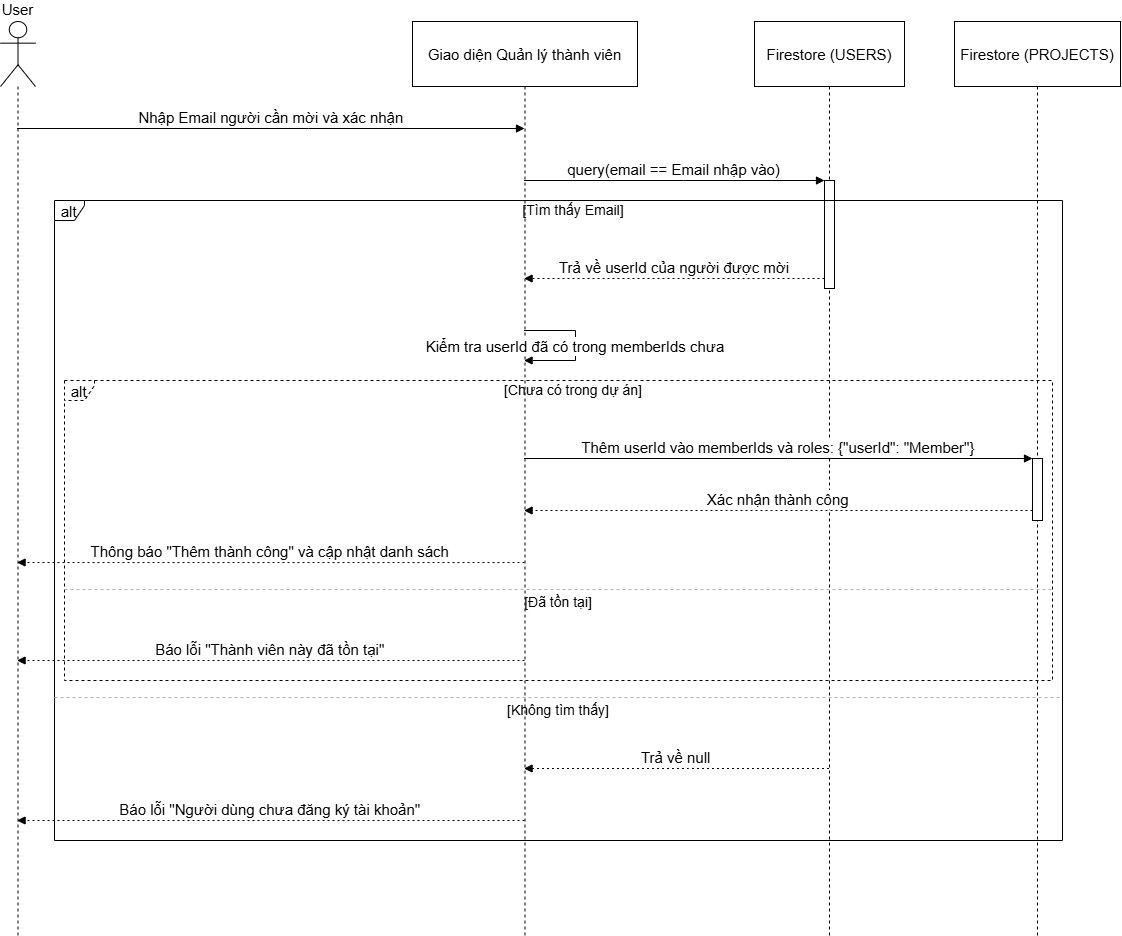 User
Giao diện Quản lý thành viên
Firestore (USERS)
Firestore (PROJECTS)
Nhập Email người cần mời và xác nhận
query(email == Email nhập vào)
alt
[Tìm thấy Email]
Trả về userId của người được mời
Kiểm tra userId đã có trong memberIds chưa
alt
[Chưa có trong dự án]
Thêm userId vào memberIds và roles: {"userId": "Member"}
Xác nhận thành công
Thông báo "Thêm thành công" và cập nhật danh sách
[Đã tồn tại]
Báo lỗi "Thành viên này đã tồn tại"
[Không tìm thấy]
Trả về null
Báo lỗi "Người dùng chưa đăng ký tài khoản"